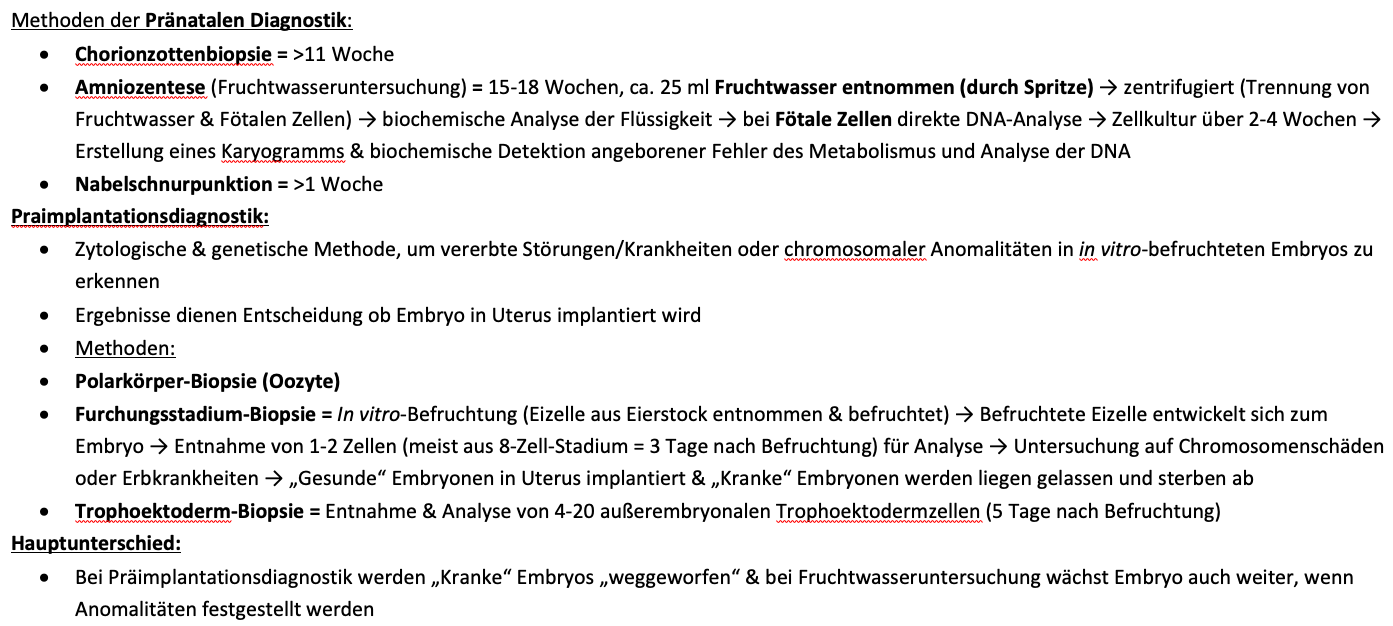 Methoden der Pränatalen Diagnostik:
• Chorionzottenbiopsie = >11 Woche
• Amniozentese (Fruchtwasseruntersuchung) = 15-18 Wochen, ca. 25 ml Fruchtwasser entnommen (durch Spritze) → zentrifugiert (Trennung von
Fruchtwasser & Fötalen Zellen) → biochemische Analyse der Flüssigkeit → bei Fötale Zellen direkte DNA-Analyse → Zellkultur über 2-4 Wochen →
Erstellung eines Karyogramms & biochemische Detektion angeborener Fehler des Metabolismus und Analyse der DNA
• Nabelschnurpunktion = >1 Woche
Praimplantationsdiagnostik:
• Zytologische & genetische Methode, um vererbte Störungen/Krankheiten oder chromosomaler Anomalitäten in in vitro-befruchteten Embryos zu
erkennen
• Ergebnisse dienen Entscheidung ob Embryo in Uterus implantiert wird
• Methoden:
• Polarkörper-Biopsie (Oozyte)
• Furchungsstadium-Biopsie = In vitro-Befruchtung (Eizelle aus Eierstock entnommen & befruchtet) → Befruchtete Eizelle entwickelt sich zum
Embryo → Entnahme von 1-2 Zellen (meist aus 8-Zell-Stadium = 3 Tage nach Befruchtung) für Analyse → Untersuchung auf Chromosomenschäden
oder Erbkrankheiten → „Gesunde“ Embryonen in Uterus implantiert & „Kranke“ Embryonen werden liegen gelassen und sterben ab
• Trophoektoderm-Biopsie = Entnahme & Analyse von 4-20 außerembryonalen Trophoektodermzellen (5 Tage nach Befruchtung)
Hauptunterschied:
• Bei Präimplantationsdiagnostik werden „Kranke“ Embryos „weggeworfen“ & bei Fruchtwasseruntersuchung wächst Embryo auch weiter, wenn
Anomalitäten festgestellt werden